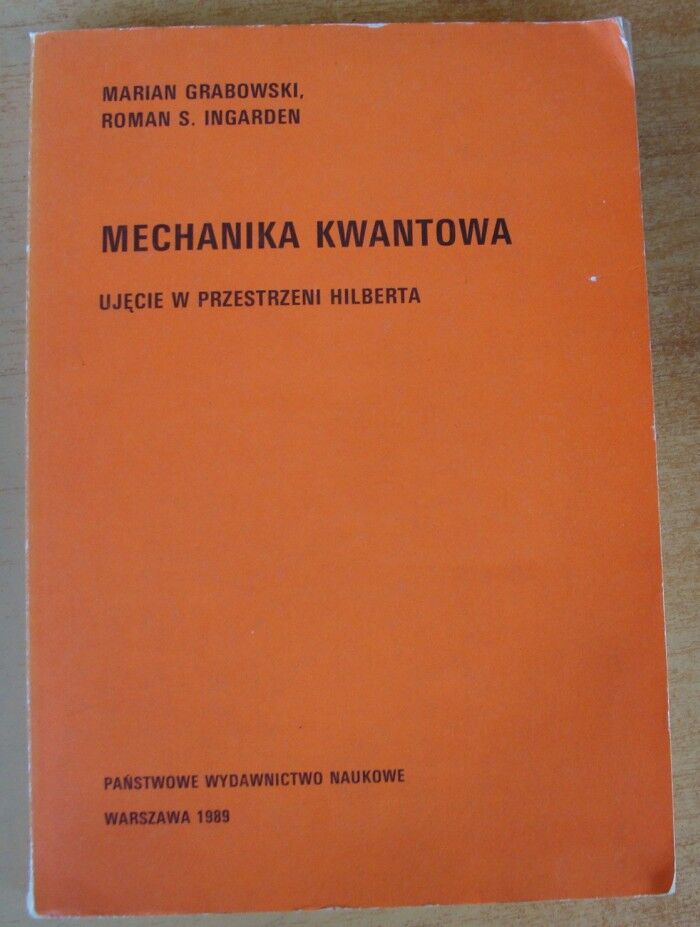 MARIAN GRABOWSKI,
ROMAN S. INGARDEN
MECHANIKA KWANTOWA
UJĘCIE W PRZESTRZENI HILBERTA
PAŃSTWOWE WYDAWNICTWO NAUKOWE
WARSZAWA 1989